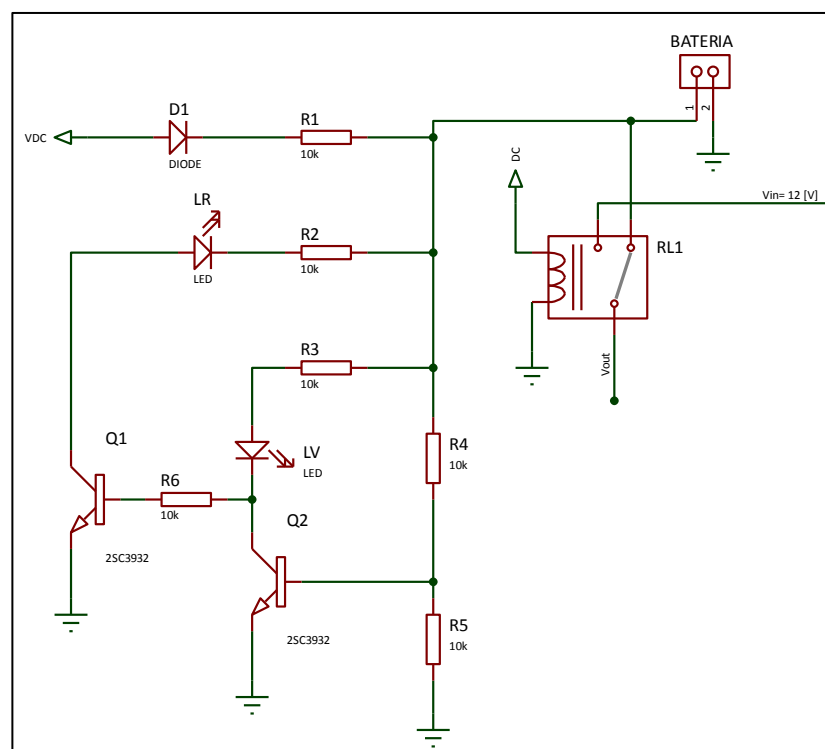 BATERIA
1
2
D1
VDC
DIODE
R1
10k
DC
Vin= 12 [V]
LR
LED
R2
10k
RL1
R3
10k
Vout
Q1
R6
10k
LV
LED
R4
10k
2SC3932
Q2
2SC3932
R5
10k